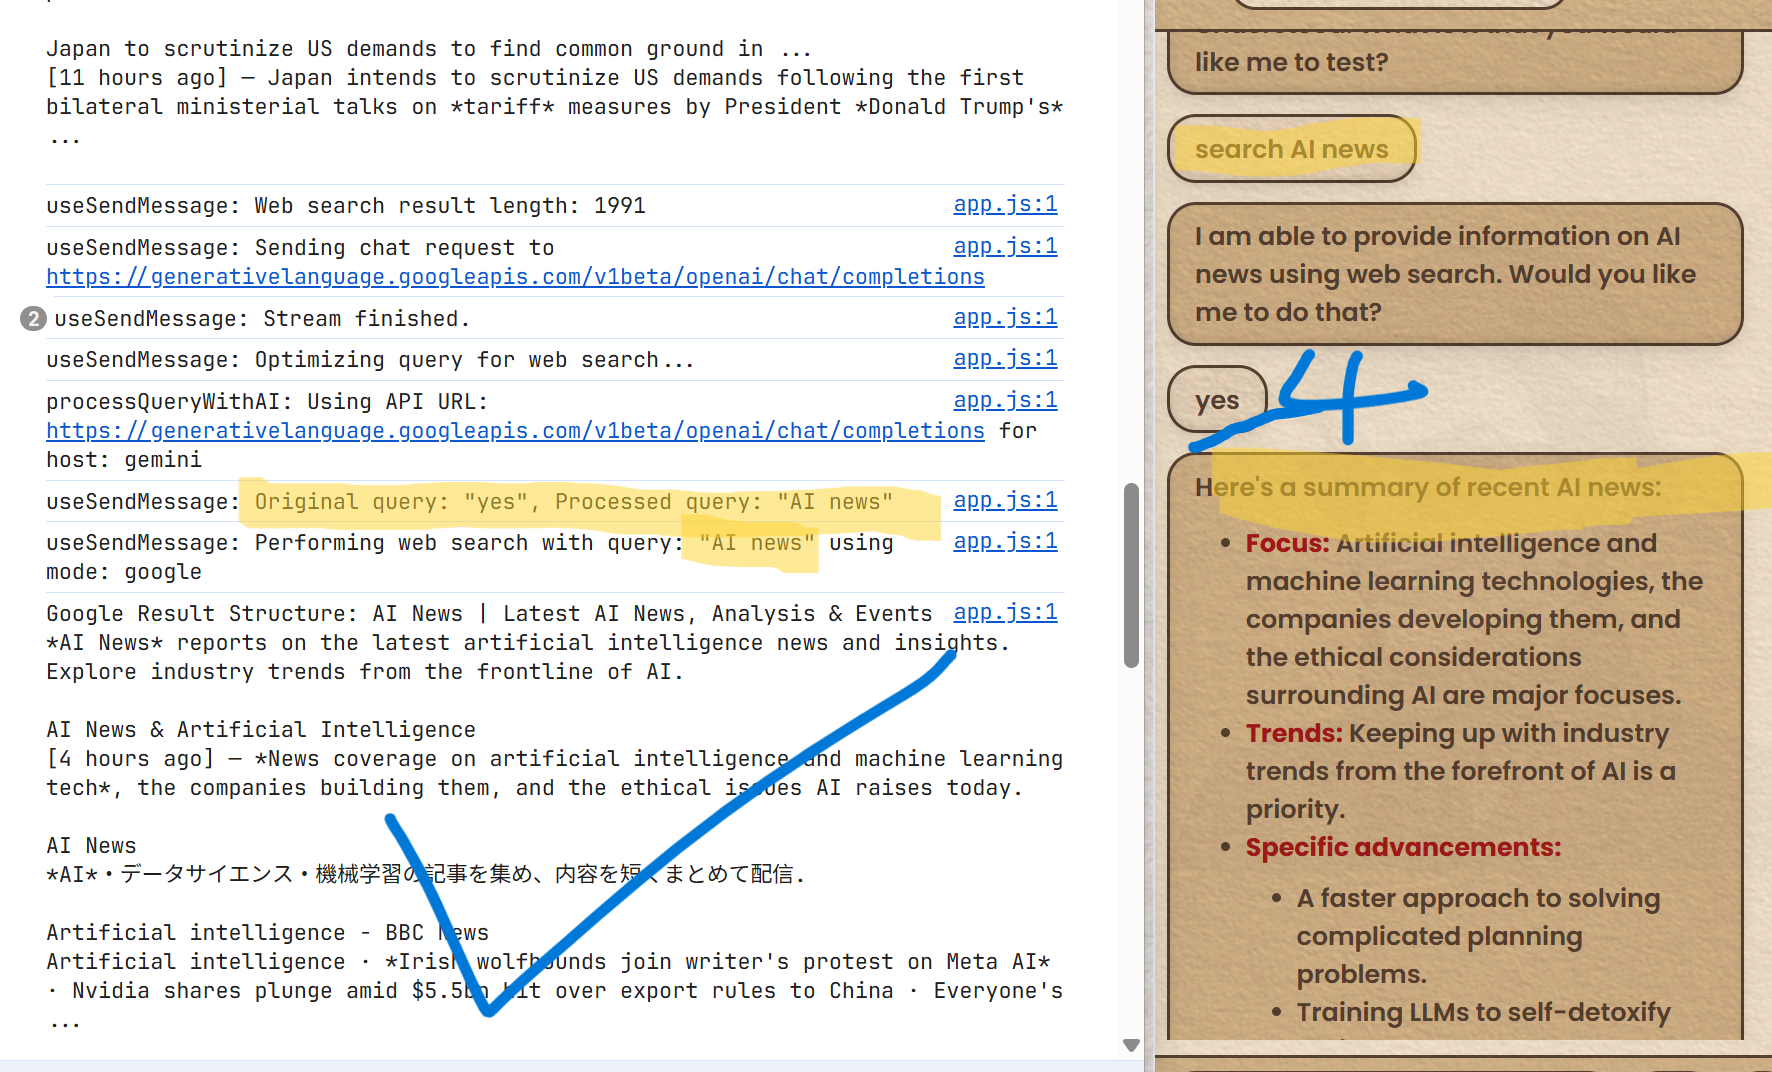 Japan to scrutinize US demands to find common ground in ...
[11 hours ago] — Japan intends to scrutinize US demands following the first
bilateral ministerial talks on *tariff* measures by President *Donald Trump's*
...
useSendMessage: Web search result length: 1991 app.js:1
useSendMessage: Sending chat request to app.js:1
https://generativelanguage.googleapis.com/v1beta/openai/chat/completions
2 useSendMessage: Stream finished. app.js:1
useSendMessage: Optimizing query for web search... app.js:1
processQueryWithAI: Using API URL: app.js:1
https://generativelanguage.googleapis.com/v1beta/openai/chat/completions for
host: gemini
useSendMessage: Original query: "yes", Processed query: "AI news" app.js:1
useSendMessage: Performing web search with query: "AI news" using app.js:1
mode: google
Google Result Structure: AI News | Latest AI News, Analysis & Events app.js:1
*AI News* reports on the latest artificial intelligence news and insights.
Explore industry trends from the frontline of AI.
AI News & Artificial Intelligence
[4 hours ago] — *News coverage on artificial intelligence and machine learning
tech*, the companies building them, and the ethical issues AI raises today.
AI News
*AI*・データサイエンス・機械学習の記事を集め、内容を短くまとめて配信.
Artificial intelligence - BBC News
Artificial intelligence · *Irish wolfhounds join writer's protest on Meta AI*
· Nvidia shares plunge amid $5.5bn hit over export rules to China · Everyone's
...
like me to test?
search AI news
I am able to provide information on AI
news using web search. Would you like
me to do that?
yes
4
Here's a summary of recent AI news:
• Focus: Artificial intelligence and
machine learning technologies, the
companies developing them, and
the ethical considerations
surrounding AI are major focuses.
• Trends: Keeping up with industry
trends from the forefront of AI is a
priority.
• Specific advancements:
• A faster approach to solving
complicated planning
problems.
• Training LLMs to self-detoxify